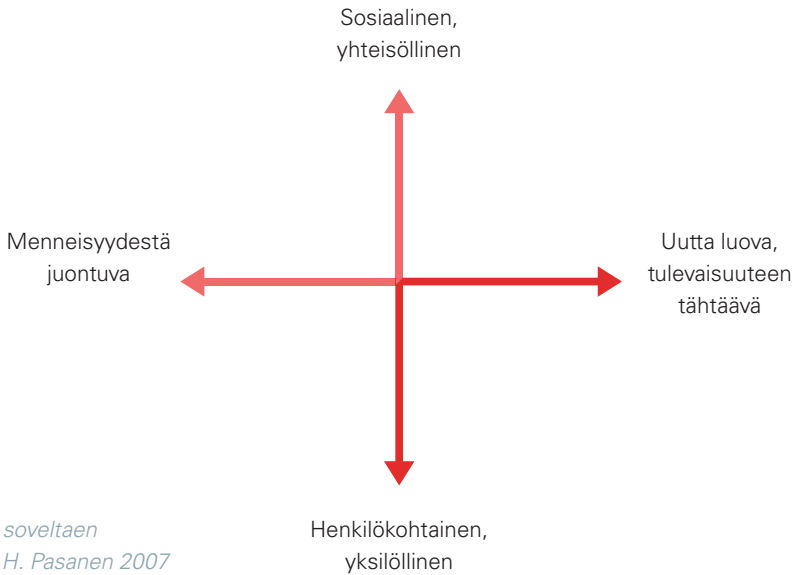 Sosiaalinen,
yhteisöllinen
Menneisyydestä
juontuva
Uutta luova,
tulevaisuuteen
tähtäävä
soveltaen
H. Pasanen 2007
Henkilökohtainen,
yksilöllinen